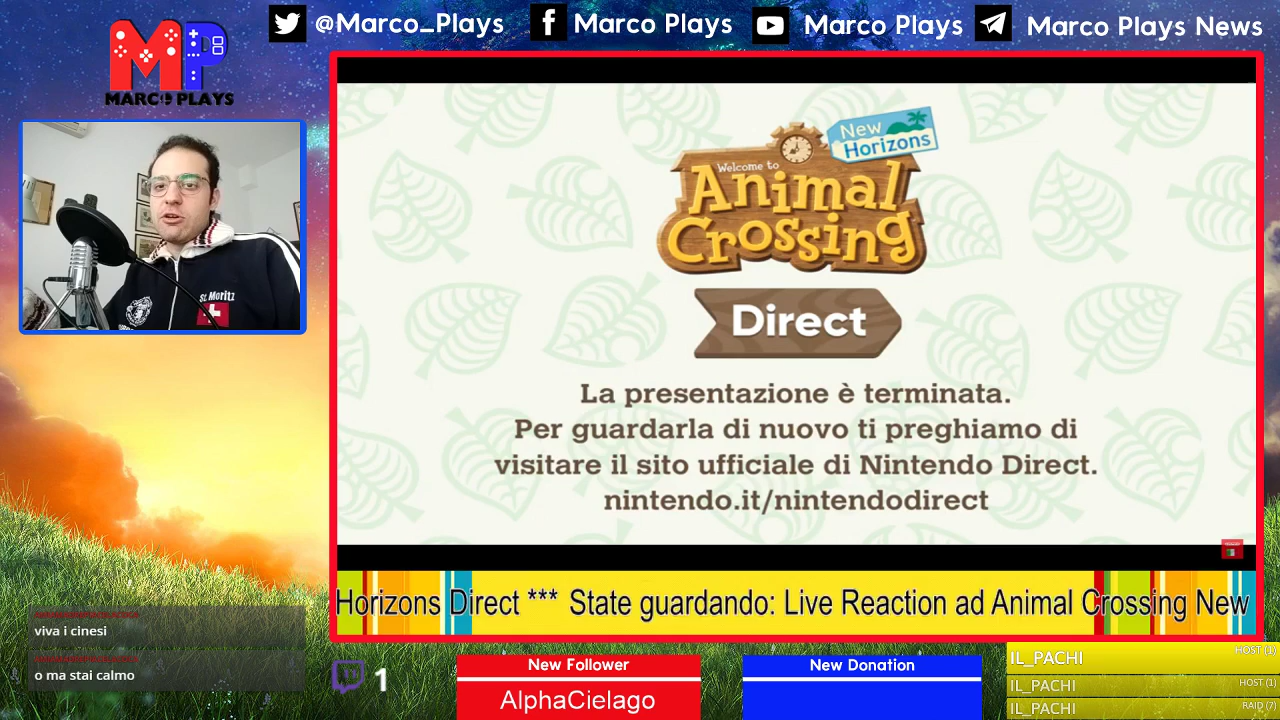 @Marco_Plays
Marco Plays
Marco Plays
Marco Plays News
MP
MARCO PLAYS
New
Horizons
Welcome to
Animal
Crossing
Direct
St. Moritz
La presentazione è terminata.
Per guardarla di nuovo ti preghiamo di
visitare il sito ufficiale di Nintendo Direct.
nintendo.it/nintendodirect
Horizons Direct *** State guardando: Live Reaction ad Animal Crossing New
viva i cinesi
o ma stai calmo
1
New Follower
AlphaCielago
New Donation
IL_PACHI HOST (1)
IL_PACHI HOST (1)
IL_PACHI RAID (7)